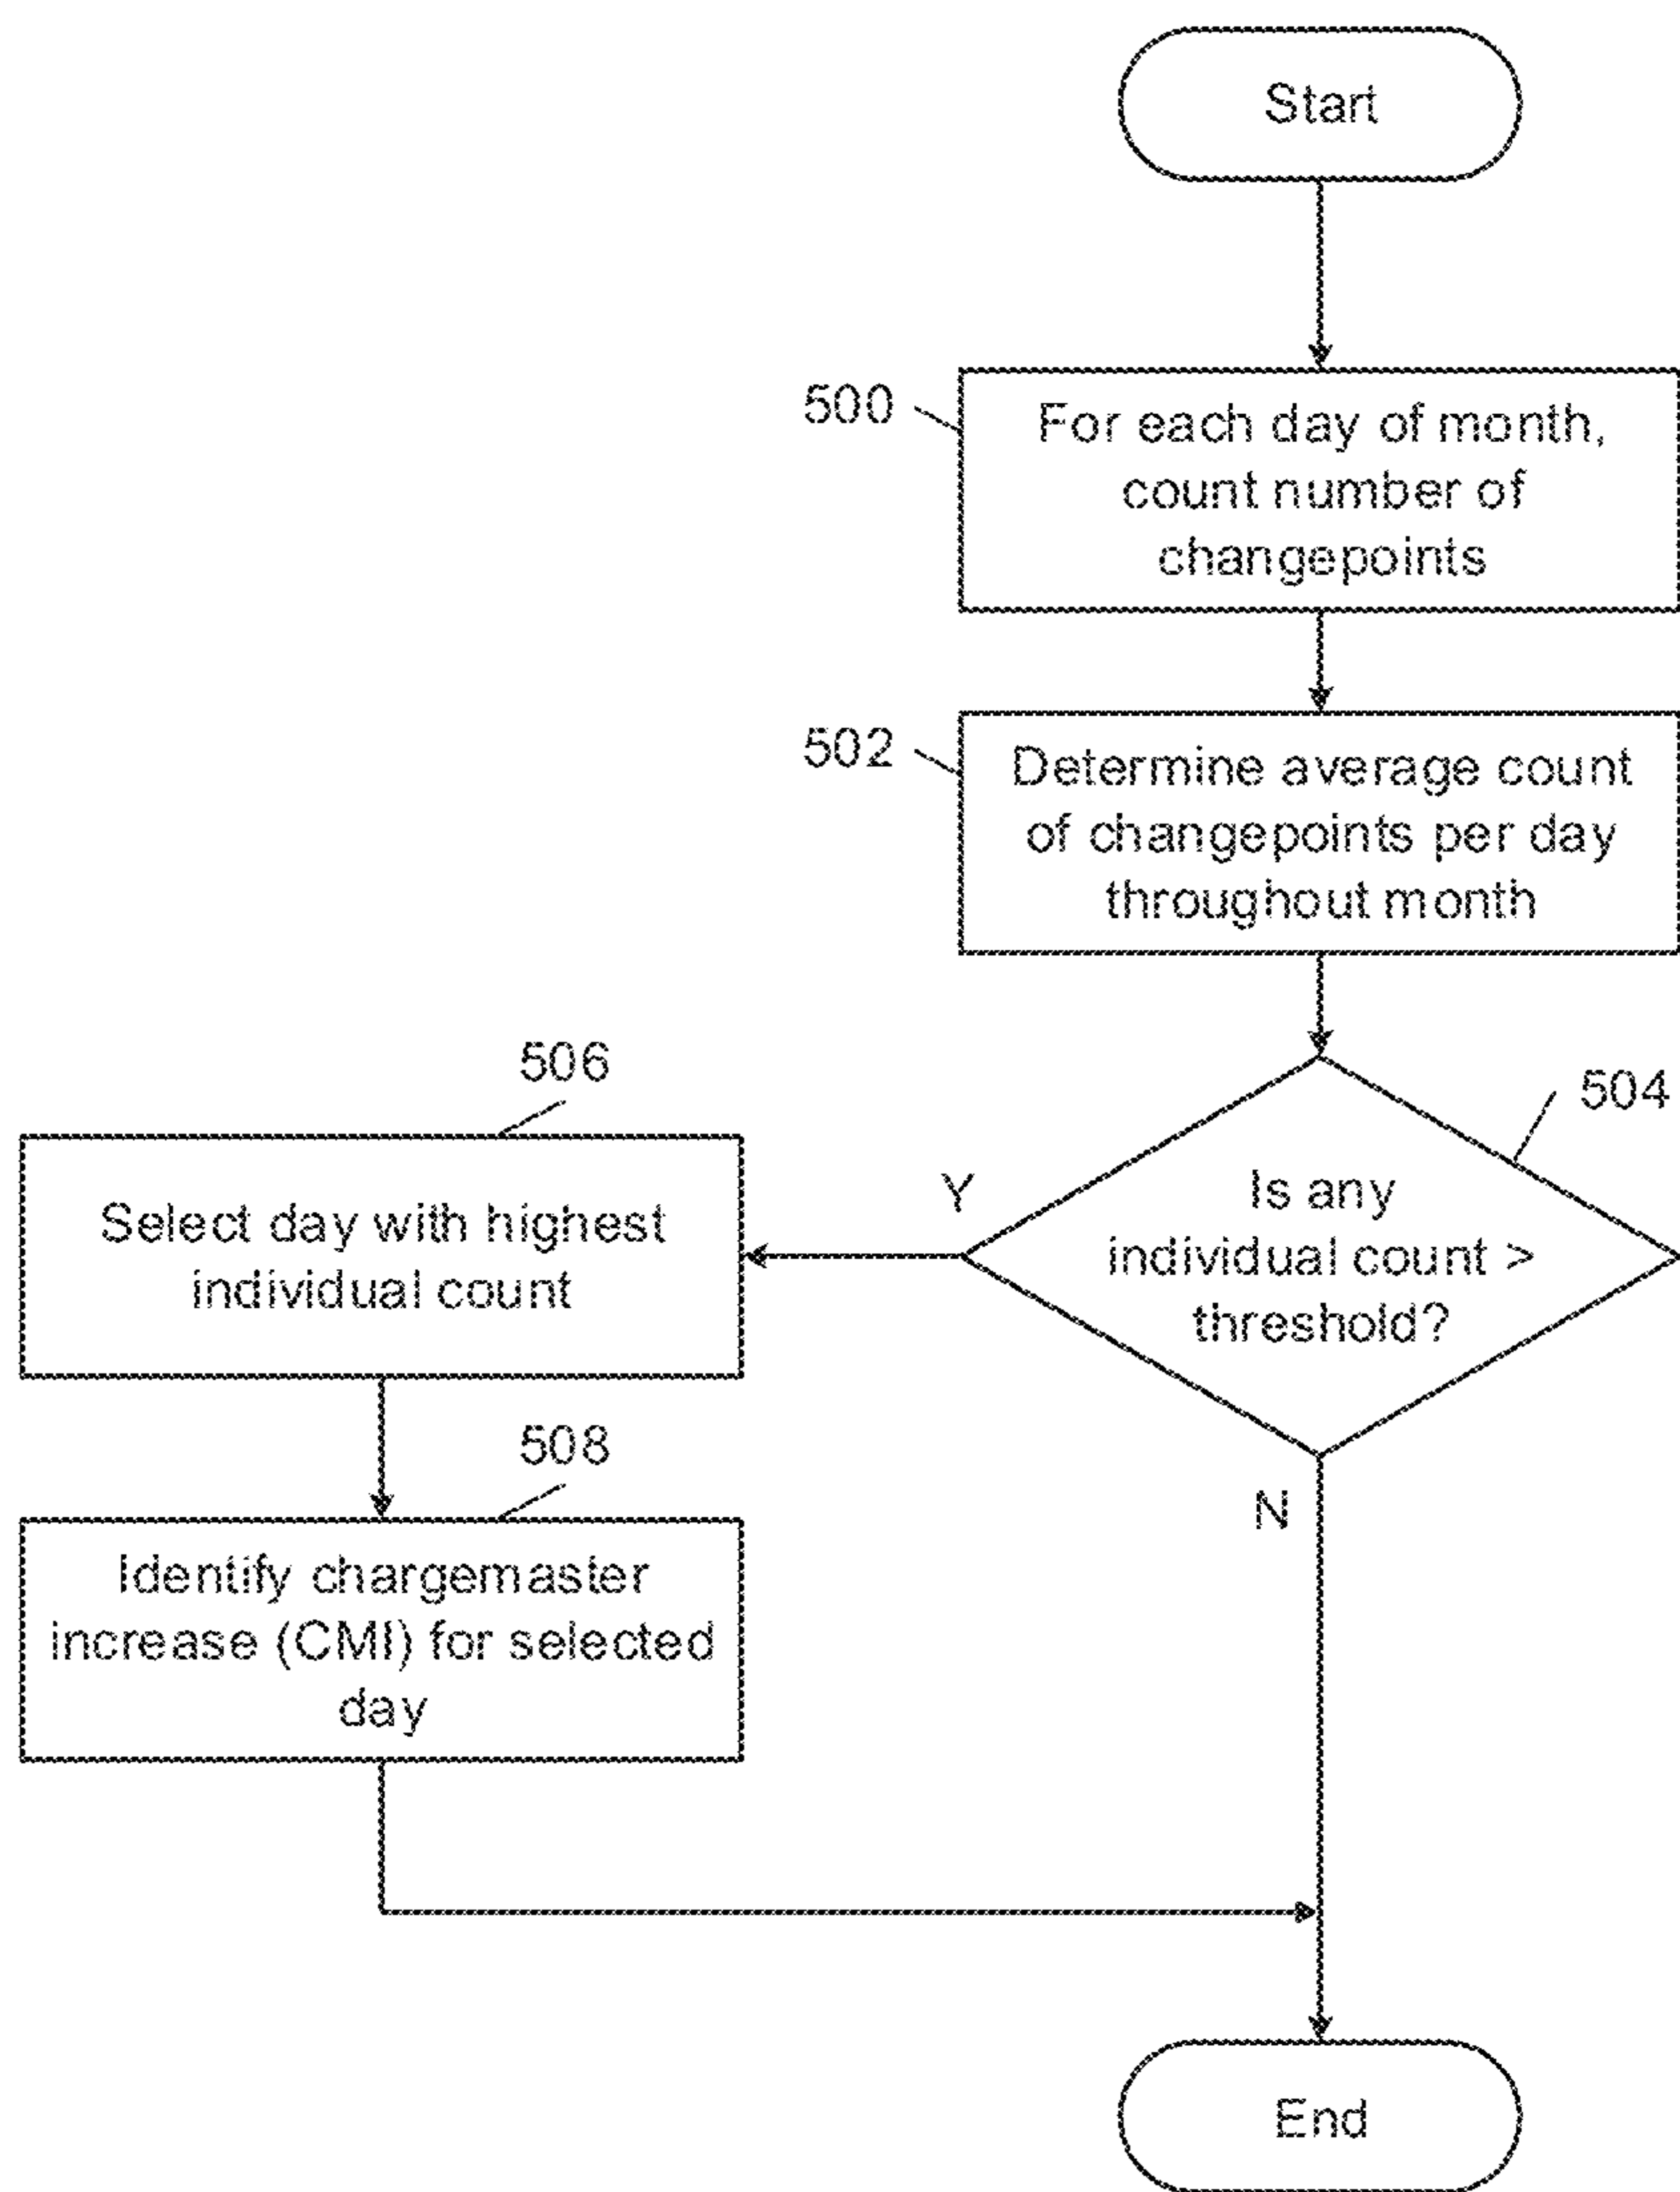 Start
500
For each day of month,
count number of
changepoints
502
Determine average count
of changepoints per day
throughout month
504
Is any
individual count >
threshold?
Y
N
506
Select day with highest
individual count
508
Identify chargemaster
increase (CMI) for selected
day
End